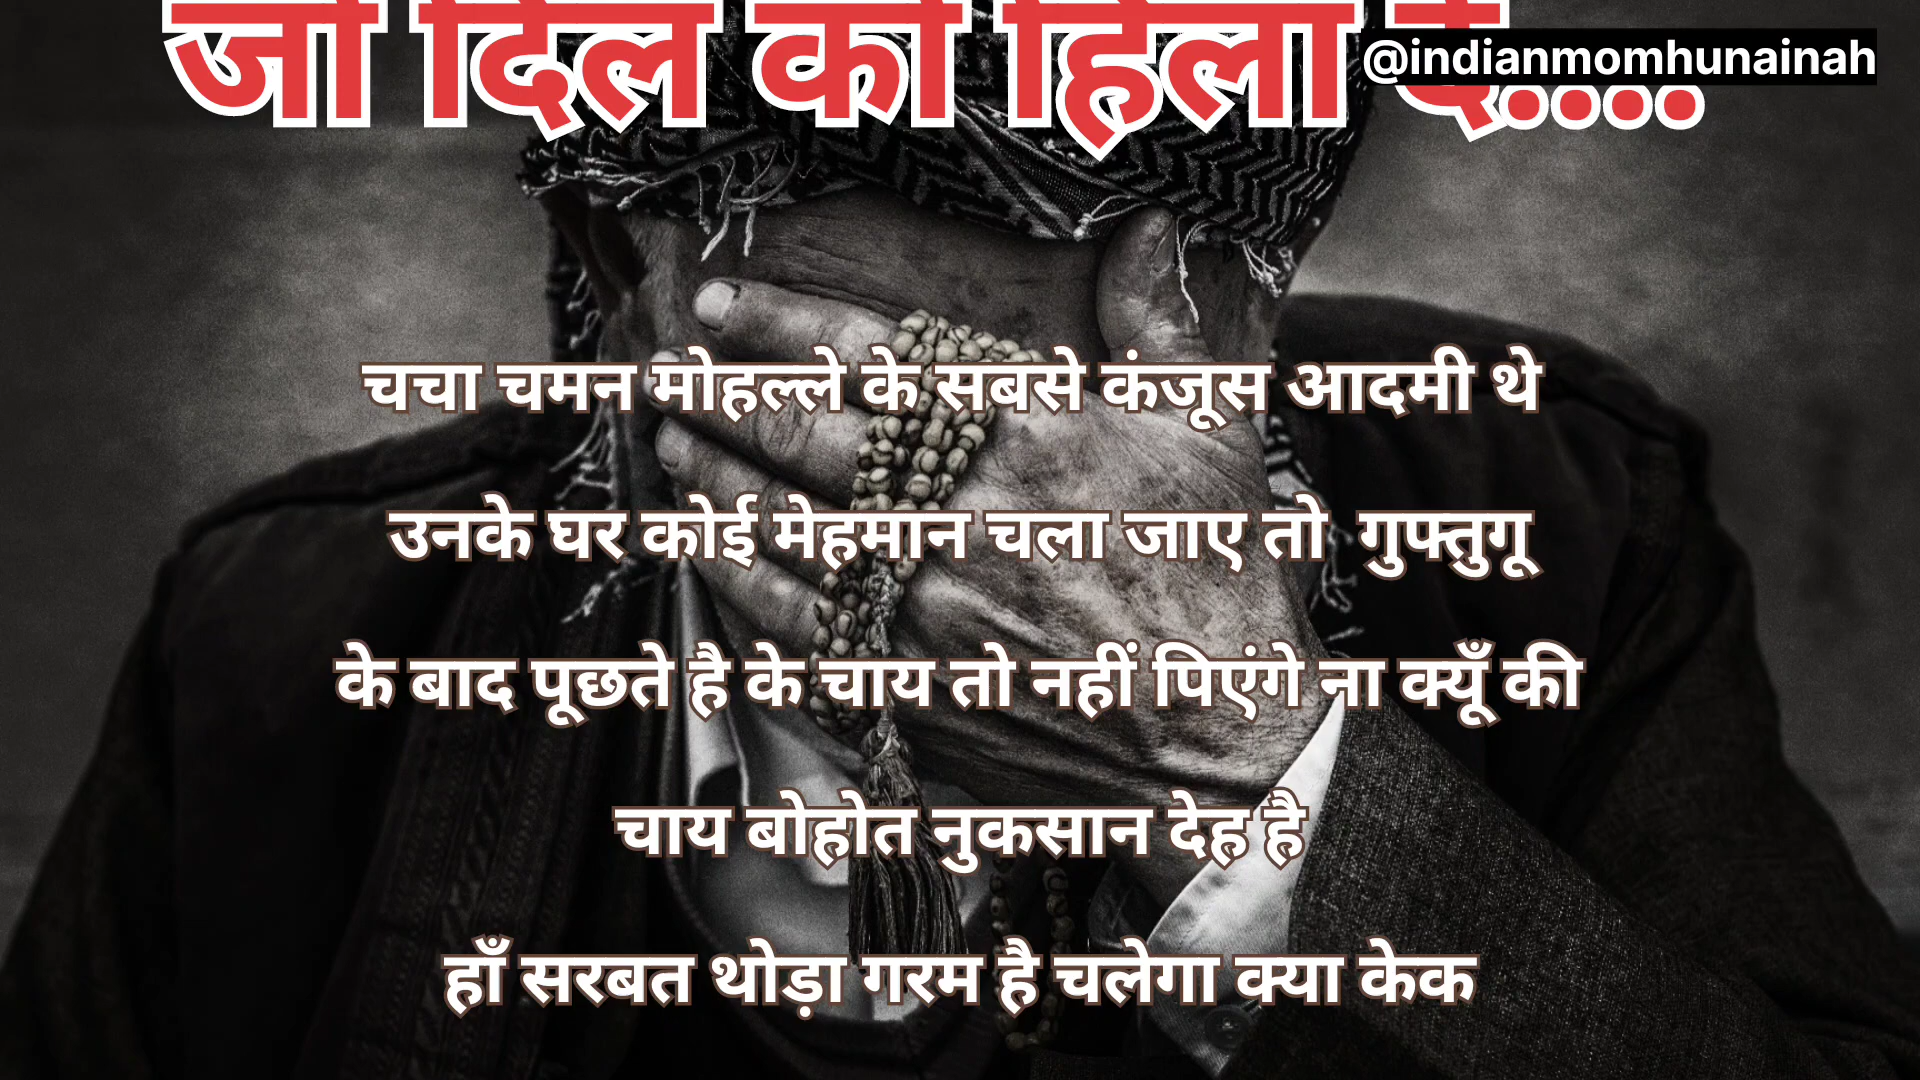 जो दिल को हिला दे....
@indianmomhunainah
चचा चमन मोहल्ले के सबसे कंजूस आदमी थे
उनके घर कोई मेहमान चला जाए तो गुफ्तुगू
के बाद पूछते है के चाय तो नहीं पिएंगे ना क्यूँ की
चाय बोहोत नुकसान देह है
हाँ सरबत थोड़ा गरम है चलेगा क्या केक